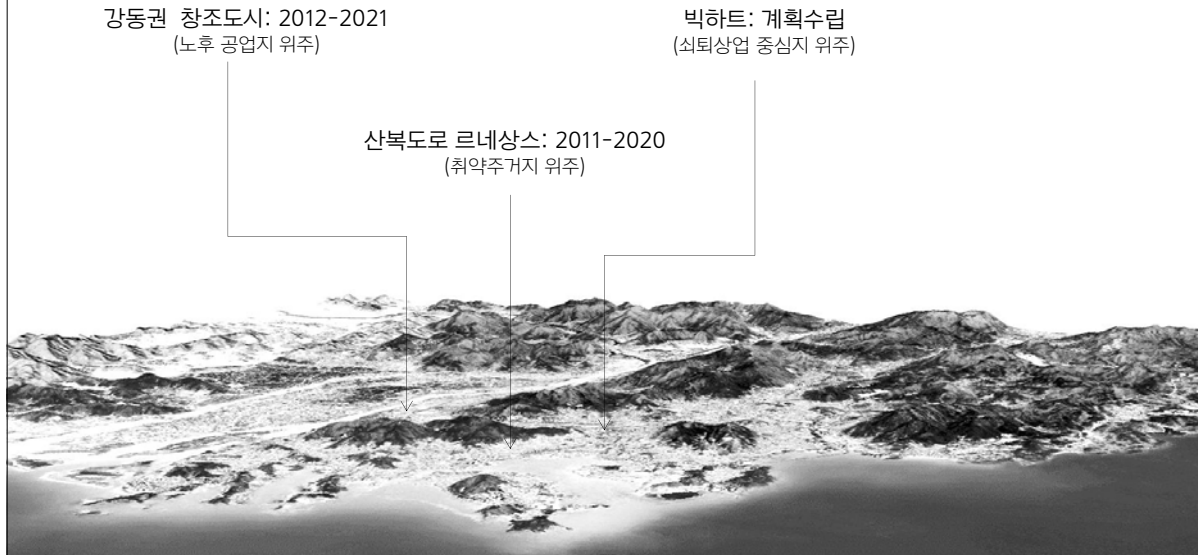 강동권 창조도시: 2012-2021
(노후 공업지 위주)
빅하트: 계획수립
(쇠퇴상업 중심지 위주)
산복도로 르네상스: 2011-2020
(취약주거지 위주)